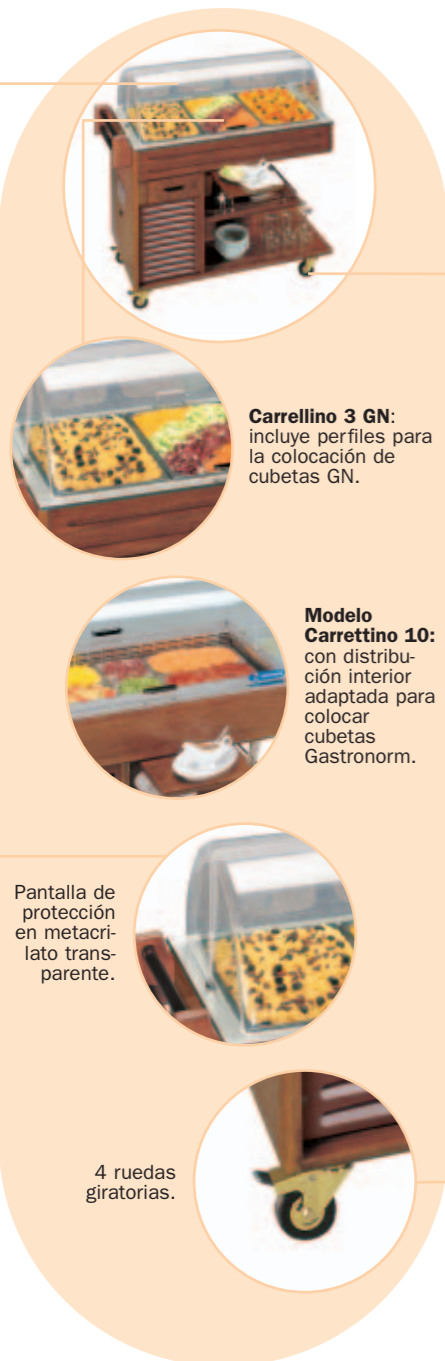 Carrellino 3 GN:
incluye perfiles para
la colocación de
cubetas GN.
Modelo
Carrettino 10:
con distribu-
ción interior
adaptada para
colocar
cubetas
Gastronorm.
Pantalla de
protección
en metacri-
lato trans-
parente.
4 ruedas
giratorias.